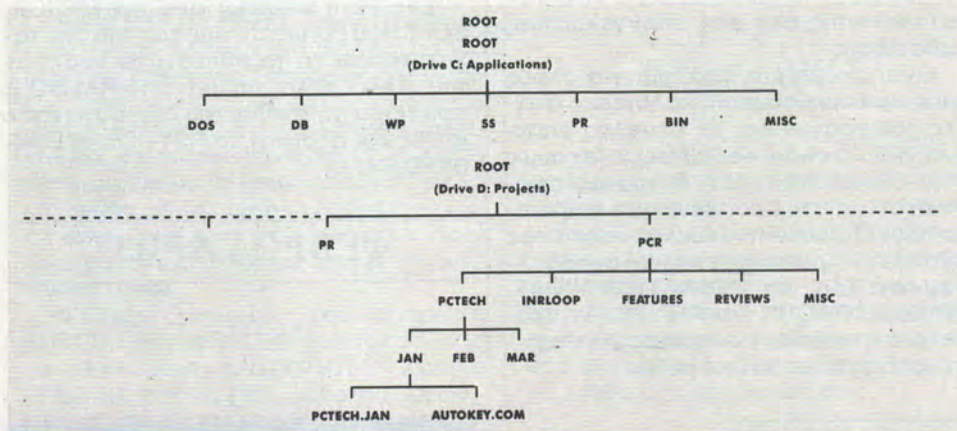 ROOT
ROOT
(Drive C: Applications)
DOS DB WP SS PR BIN MISC
ROOT
(Drive D: Projects)
PR PCR
PCTECH INRLOOP FEATURES REVIEWS MISC
JAN FEB MAR
PCTECH.JAN AUTOKEY.COM